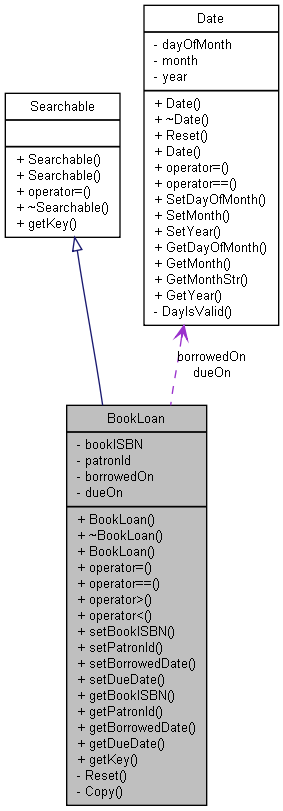 Date
- dayOfMonth
- month
- year
+ Date()
+ ~Date()
+ Reset()
+ Date()
+ operator=()
+ operator==()
+ SetDayOfMonth()
+ SetMonth()
+ SetYear()
+ GetDayOfMonth()
+ GetMonth()
+ GetMonthStr()
+ GetYear()
- DayIsValid()
Searchable
+ Searchable()
+ Searchable()
+ operator=()
+ ~Searchable()
+ getKey()
borrowedOn
dueOn
BookLoan
- bookISBN
- patronId
- borrowedOn
- dueOn
+ BookLoan()
+ ~BookLoan()
+ BookLoan()
+ operator=()
+ operator==()
+ operator>()
+ operator<()
+ setBookISBN()
+ setPatronId()
+ setBorrowedDate()
+ setDueDate()
+ getBookISBN()
+ getPatronId()
+ getBorrowedDate()
+ getDueDate()
+ getKey()
- Reset()
- Copy()